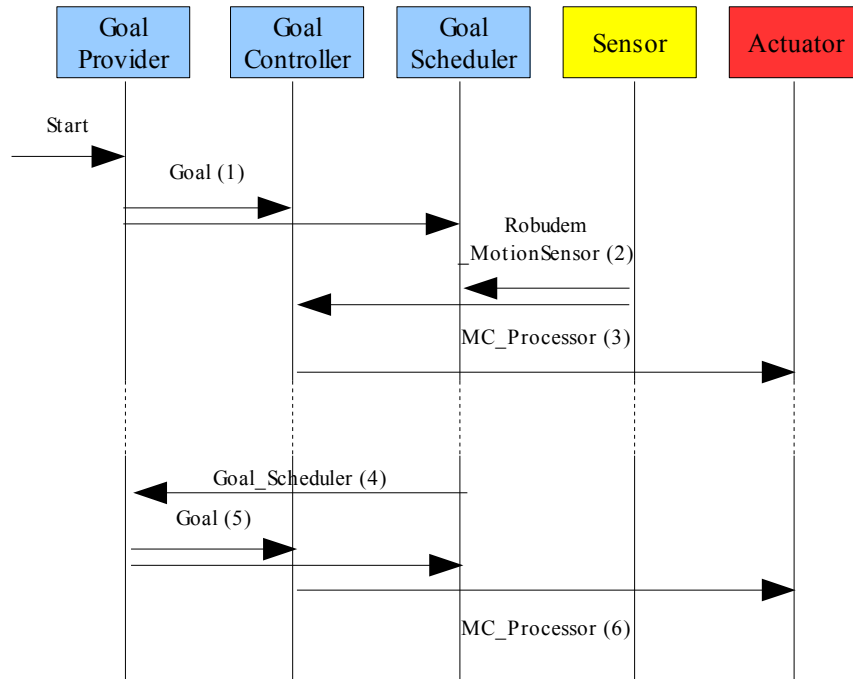 Goal
Provider
Goal
Controller
Goal
Scheduler
Sensor
Actuator
Start
Goal (1)
Robudem
_MotionSensor (2)
MC_Processor (3)
Goal_Scheduler (4)
Goal (5)
MC_Processor (6)